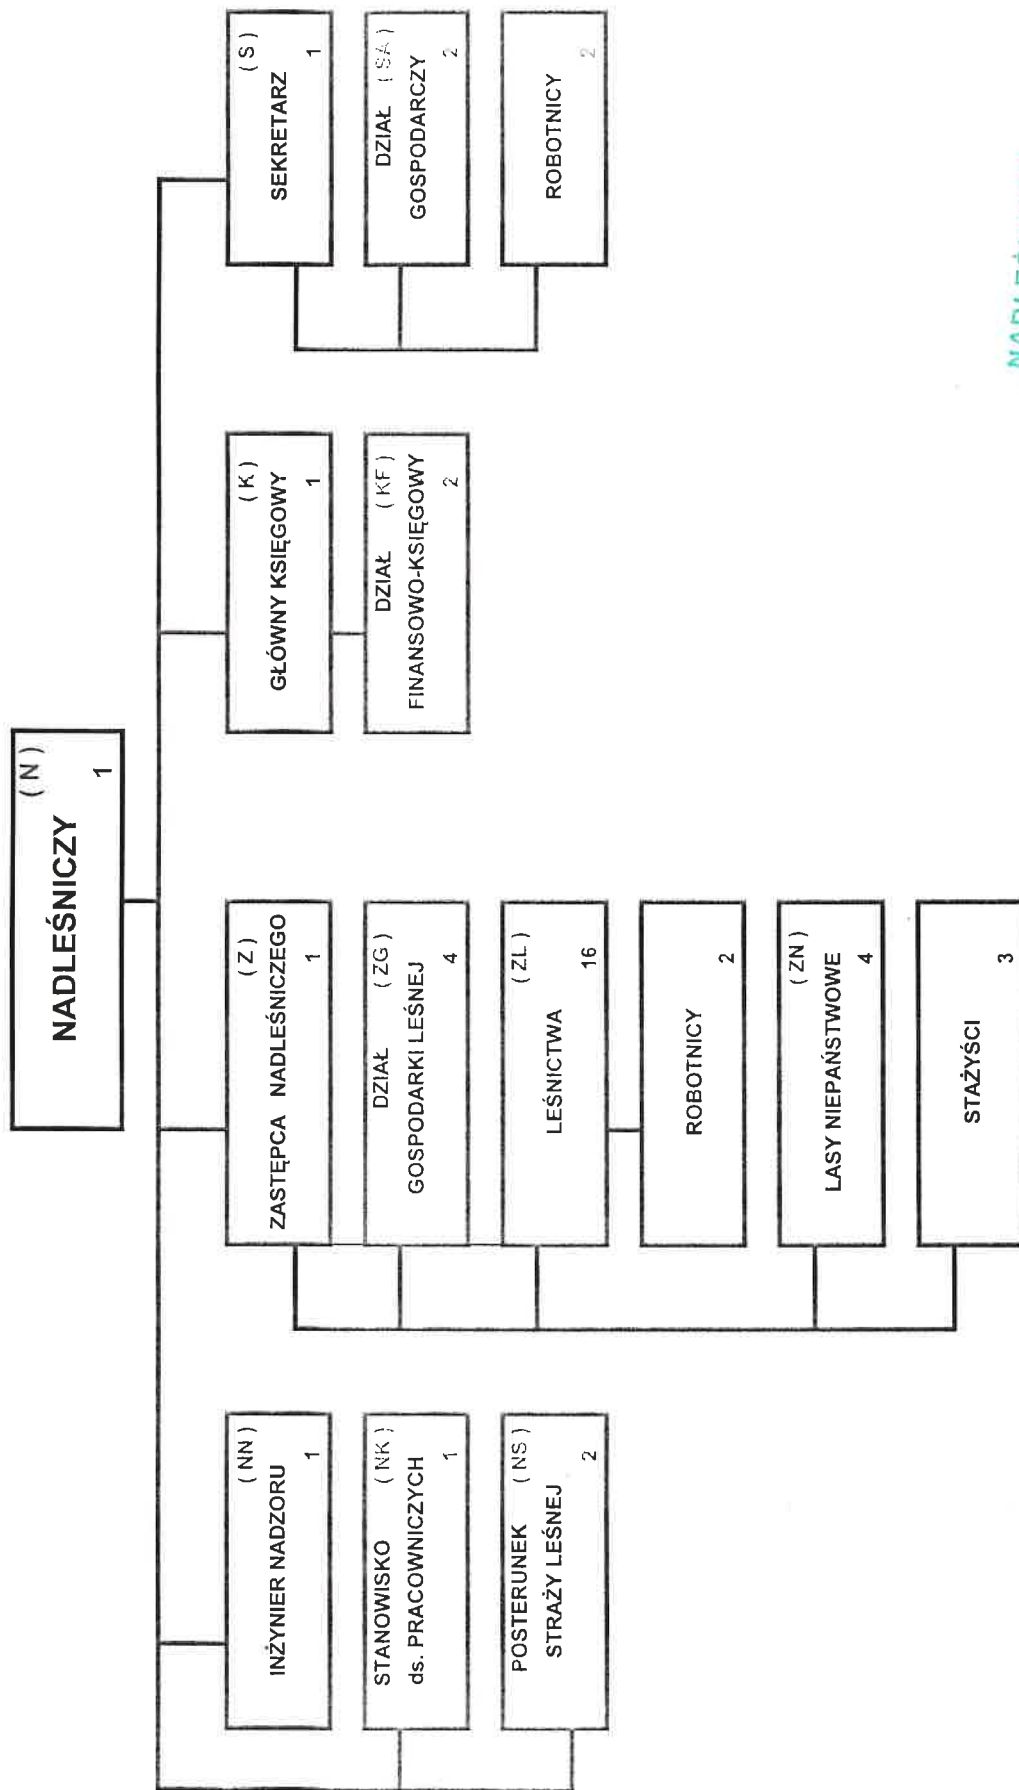 ( N )
NADLEŚNICZY
1
( NN )
INŻYNIER NADZORU
1
STANOWISKO ( NK )
ds. PRACOWNICZYCH
1
POSTERUNEK ( NS )
STRAŻY LEŚNEJ
2
( Z )
ZASTĘPCA NADLEŚNICZEGO
1
DZIAŁ ( ZG )
GOSPODARKI LEŚNEJ
4
( ZL )
LEŚNICTWA
16
ROBOTNICY
2
( ZN )
LASY NIEPAŃSTWOWE
4
STAŻYŚCI
3
( K )
GŁÓWNY KSIĘGOWY
1
DZIAŁ ( KF )
FINANSOWO-KSIĘGOWY
2
( S )
SEKRETARZ
1
DZIAŁ ( SA )
GOSPODARCZY
2
ROBOTNICY
2